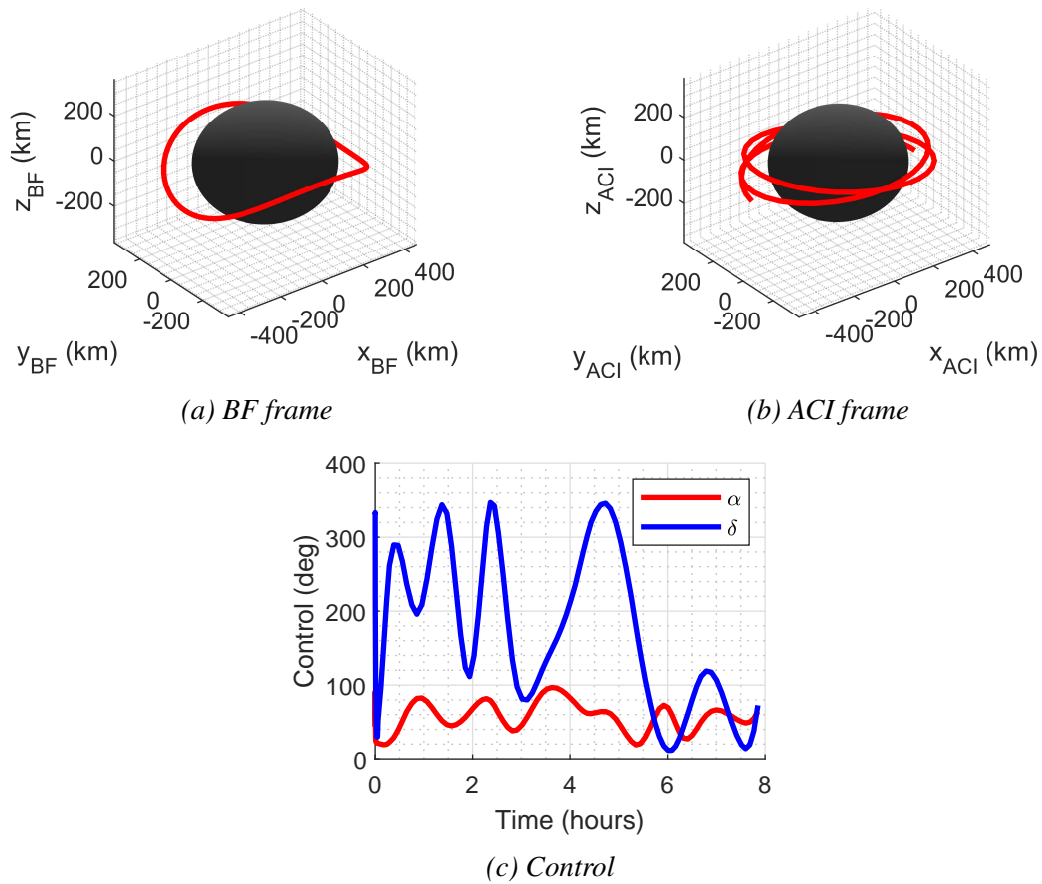 200
0
-200
z_BF (km)
200
0
-200
y_BF (km)
-400
-200
0
200
400
x_BF (km)
(a) BF frame
200
0
-200
z_ACI (km)
200
0
-200
y_ACI (km)
-400
-200
0
200
400
x_ACI (km)
(b) ACI frame
400
300
200
100
0
Control (deg)
α
δ
0 2 4 6 8
Time (hours)
(c) Control